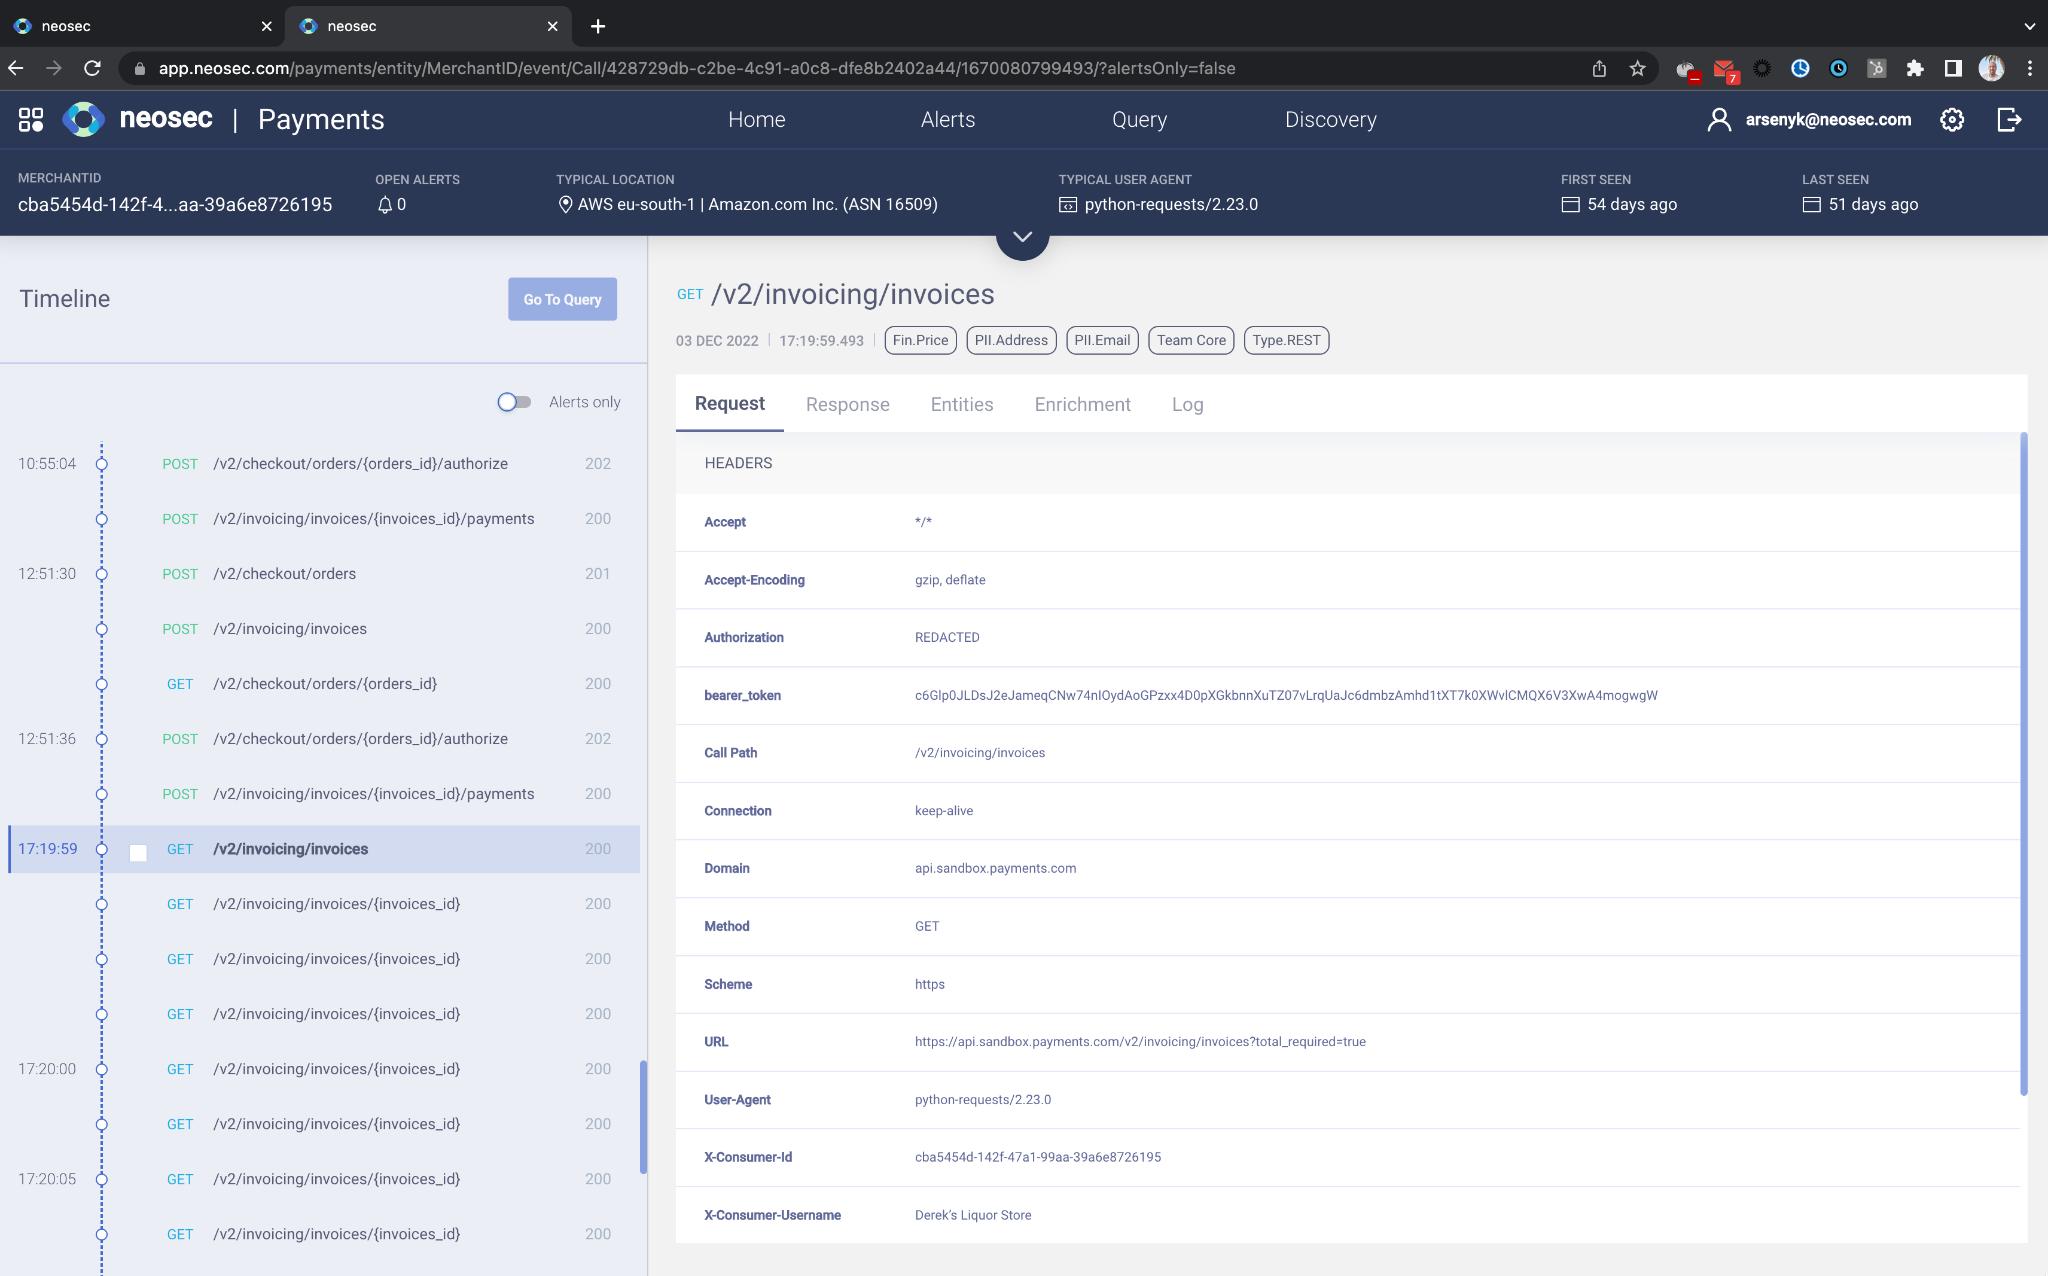 neosec
neosec
app.neosec.com/payments/entity/MerchantID/event/Call/428729db-c2be-4c91-a0c8-dfe8b2402a44/1670080799493/?alertsOnly=false
7
neosec | Payments
Home
Alerts
Query
Discovery
arsenyk@neosec.com
MERCHANTID
cba5454d-142f-4...aa-39a6e8726195
OPEN ALERTS
0
TYPICAL LOCATION
AWS eu-south-1 | Amazon.com Inc. (ASN 16509)
TYPICAL USER AGENT
python-requests/2.23.0
FIRST SEEN
54 days ago
LAST SEEN
51 days ago
Timeline
Go To Query
Alerts only
10:55:04 POST /v2/checkout/orders/{orders_id}/authorize 202
POST /v2/invoicing/invoices/{invoices_id}/payments 200
12:51:30 POST /v2/checkout/orders 201
POST /v2/invoicing/invoices 200
GET /v2/checkout/orders/{orders_id} 200
12:51:36 POST /v2/checkout/orders/{orders_id}/authorize 202
POST /v2/invoicing/invoices/{invoices_id}/payments 200
17:19:59 GET /v2/invoicing/invoices 200
GET /v2/invoicing/invoices/{invoices_id} 200
GET /v2/invoicing/invoices/{invoices_id} 200
GET /v2/invoicing/invoices/{invoices_id} 200
17:20:00 GET /v2/invoicing/invoices/{invoices_id} 200
GET /v2/invoicing/invoices/{invoices_id} 200
17:20:05 GET /v2/invoicing/invoices/{invoices_id} 200
GET /v2/invoicing/invoices/{invoices_id} 200
GET /v2/invoicing/invoices
03 DEC 2022 | 17:19:59.493 | Fin.Price PII.Address PII.Email Team Core Type.REST
Request Response Entities Enrichment Log
HEADERS
Accept */*
Accept-Encoding gzip, deflate
Authorization REDACTED
bearer_token c6GIp0JLDsJ2eJameqCNw74nIOydAoGPzxx4D0pXGkbnnXuTZ07vLrqUaJc6dmbzAmhd1tXT7k0XWvlCMQX6V3XwA4mogwgW
Call Path /v2/invoicing/invoices
Connection keep-alive
Domain api.sandbox.payments.com
Method GET
Scheme https
URL https://api.sandbox.payments.com/v2/invoicing/invoices?total_required=true
User-Agent python-requests/2.23.0
X-Consumer-Id cba5454d-142f-47a1-99aa-39a6e8726195
X-Consumer-Username Derek's Liquor Store